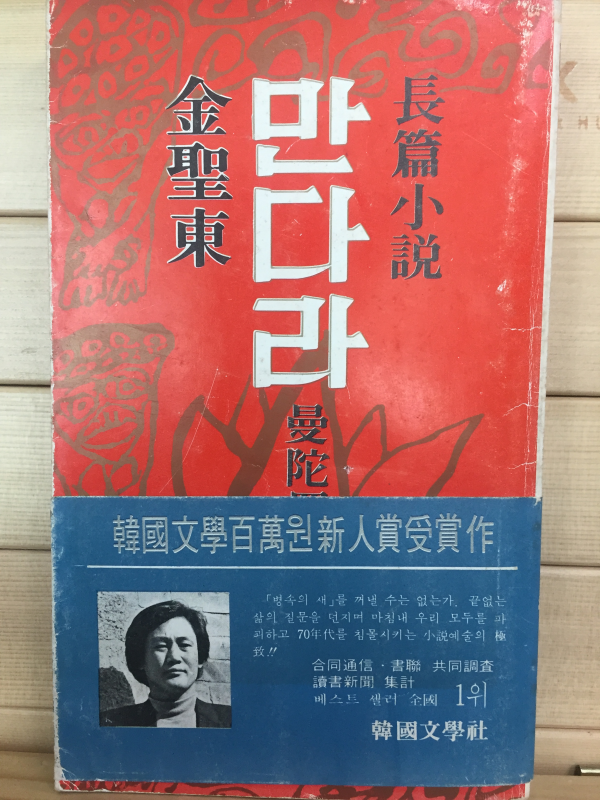 長篇小説
만다라
曼陀
金聖東
韓國文學百萬원新人賞受賞作
「병속의 새」를 꺼낼 수는 없는가. 끝없는
삶의 질문을 던지며 마침내 우리 모두를 파
괴하고 70年代를 침몰시키는 小說예술의 極
致!!
合同通信·書聯 共同調査
讀書新聞 集計
베스트 셀러 全國 1위
韓國文學社